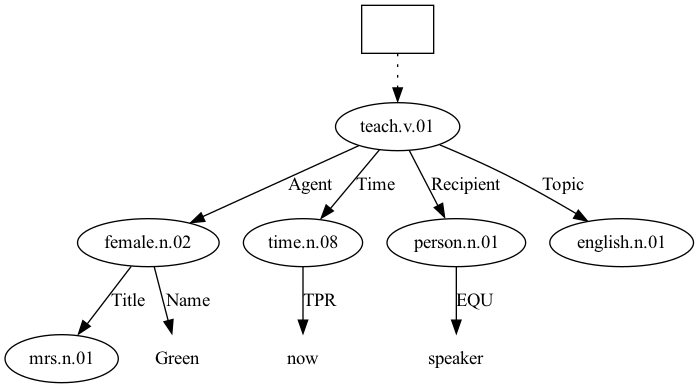 teach.v.01
Agent Time Recipient Topic
female.n.02 time.n.08 person.n.01 english.n.01
Title Name TPR EQU
mrs.n.01 Green now speaker